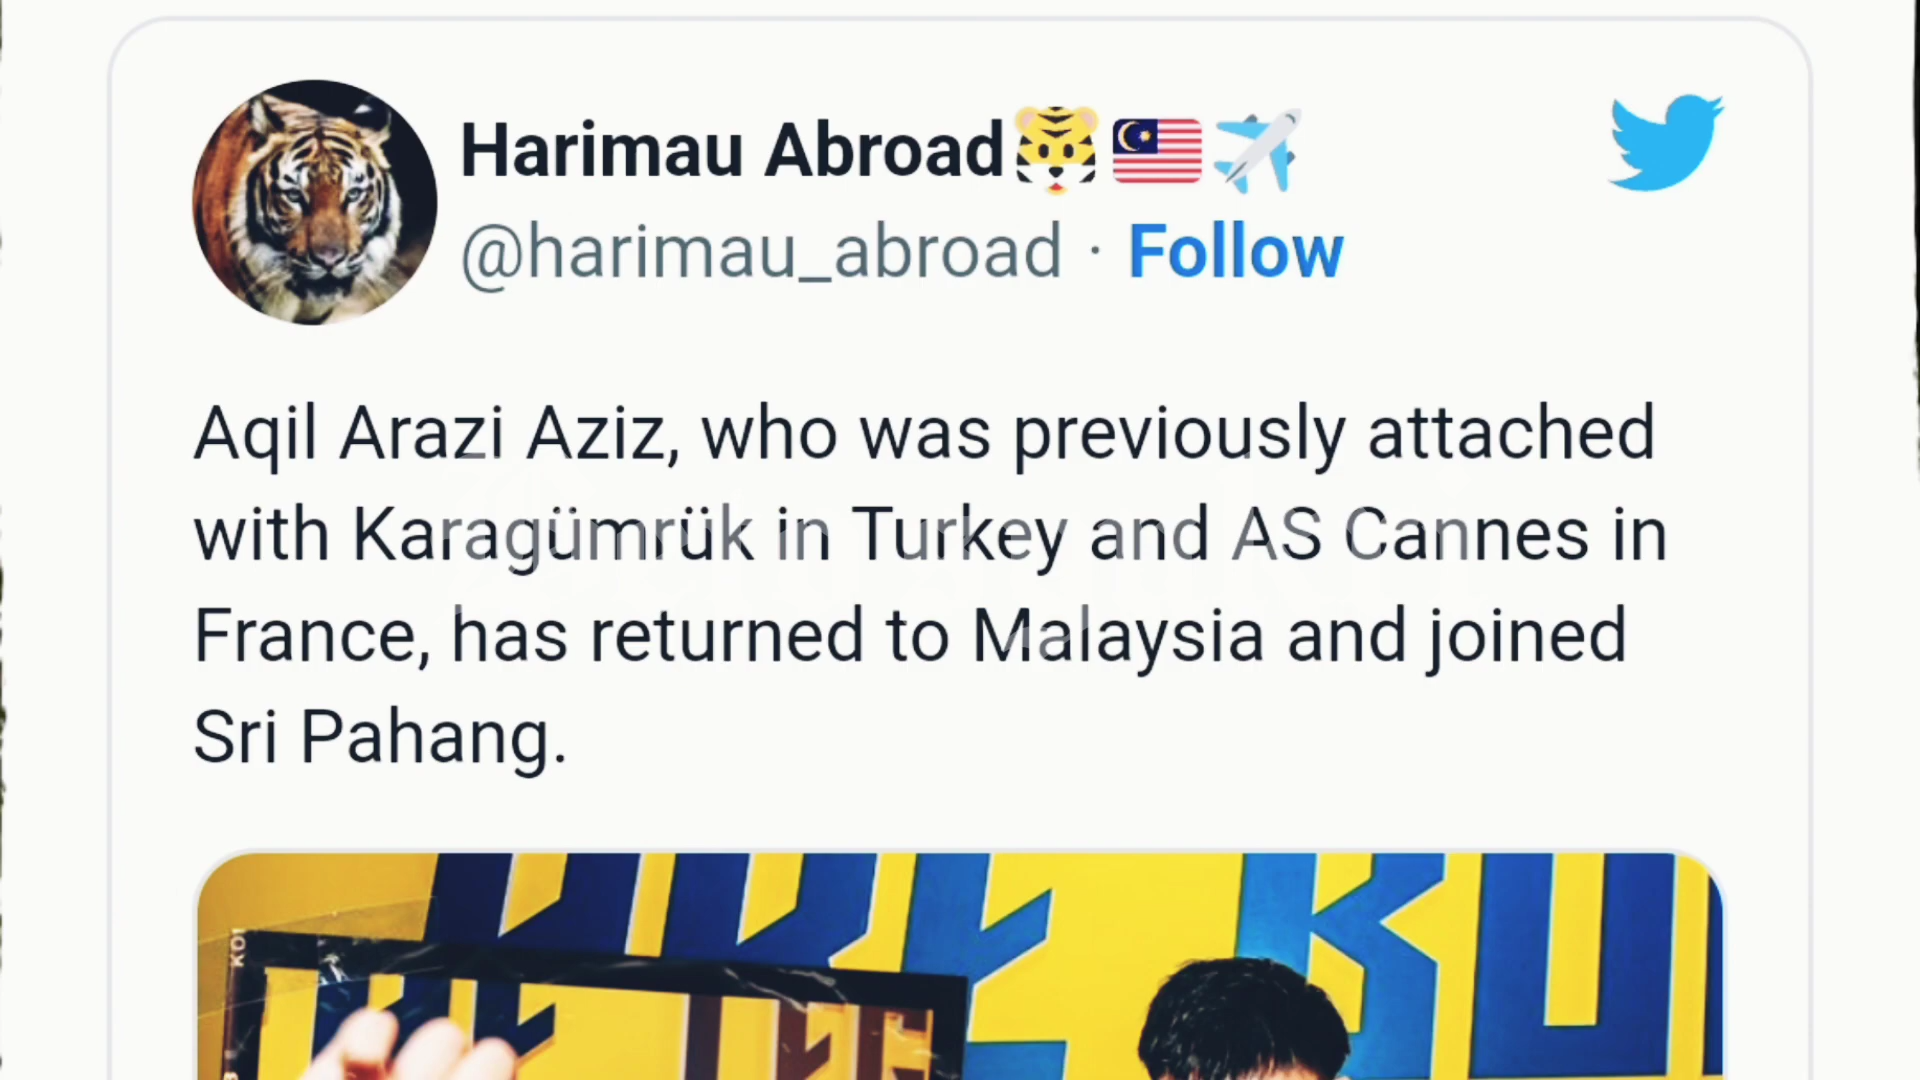 Harimau Abroad🐯🇲🇾✈️
@harimau_abroad · Follow
Aqil Arazi Aziz, who was previously attached
with Karagümrük in Turkey and AS Cannes in
France, has returned to Malaysia and joined
Sri Pahang.